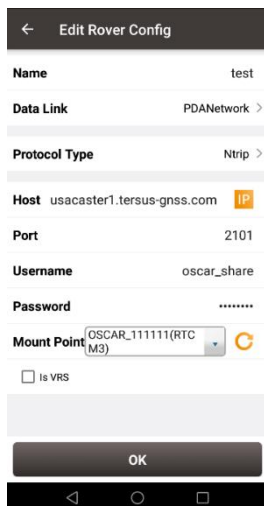 Edit Rover Config
Name test
Data Link PDANetwork >
Protocol Type Ntrip >
Host usacaster1.tersus-gnss.com IP
Port 2101
Username oscar_share
Password ••••••••
Mount Point OSCAR_111111(RTC
M3)
Is VRS
OK